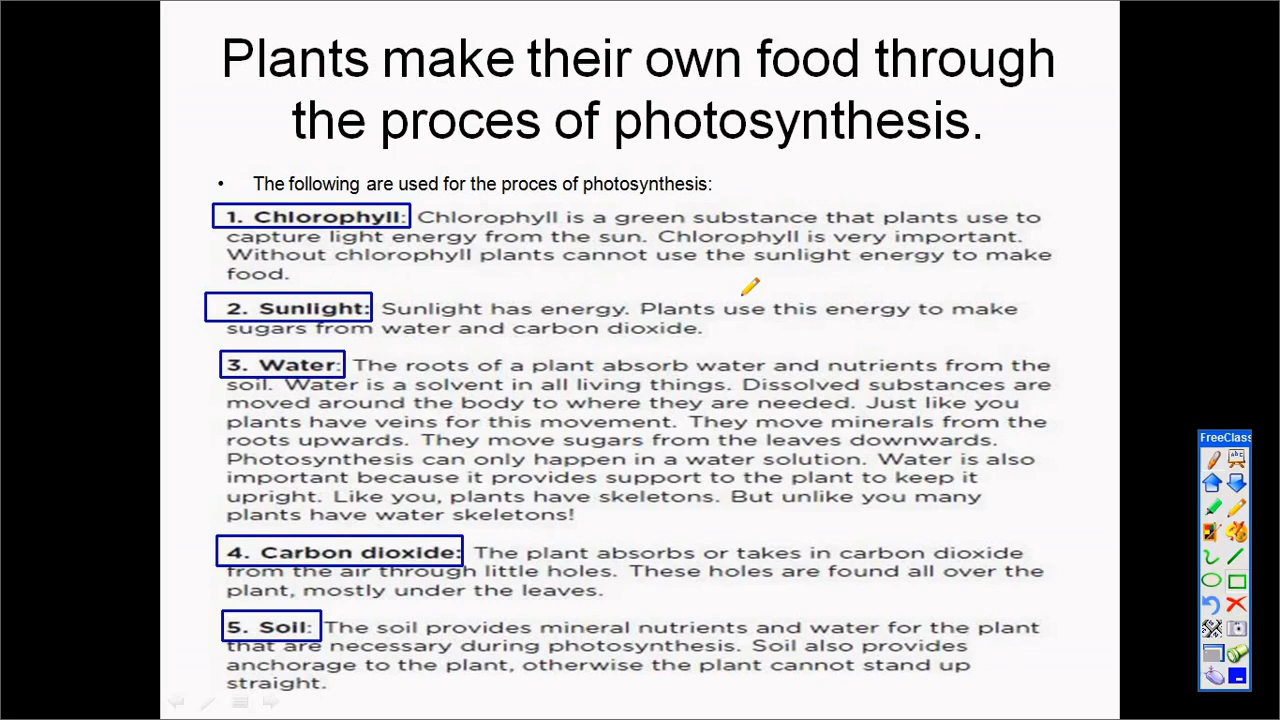 Plants make their own food through
the proces of photosynthesis.
• The following are used for the proces of photosynthesis:
1. Chlorophyll: Chlorophyll is a green substance that plants use to
capture light energy from the sun. Chlorophyll is very important.
Without chlorophyll plants cannot use the sunlight energy to make
food.
2. Sunlight: Sunlight has energy. Plants use this energy to make
sugars from water and carbon dioxide.
3. Water: The roots of a plant absorb water and nutrients from the
soil. Water is a solvent in all living things. Dissolved substances are
moved around the body to where they are needed. Just like you
plants have veins for this movement. They move minerals from the
roots upwards. They move sugars from the leaves downwards.
Photosynthesis can only happen in a water solution. Water is also
important because it provides support to the plant to keep it
upright. Like you, plants have skeletons. But unlike you many
plants have water skeletons!
4. Carbon dioxide: The plant absorbs or takes in carbon dioxide
from the air through little holes. These holes are found all over the
plant, mostly under the leaves.
5. Soil: The soil provides mineral nutrients and water for the plant
that are necessary during photosynthesis. Soil also provides
anchorage to the plant, otherwise the plant cannot stand up
straight.
FreeClass